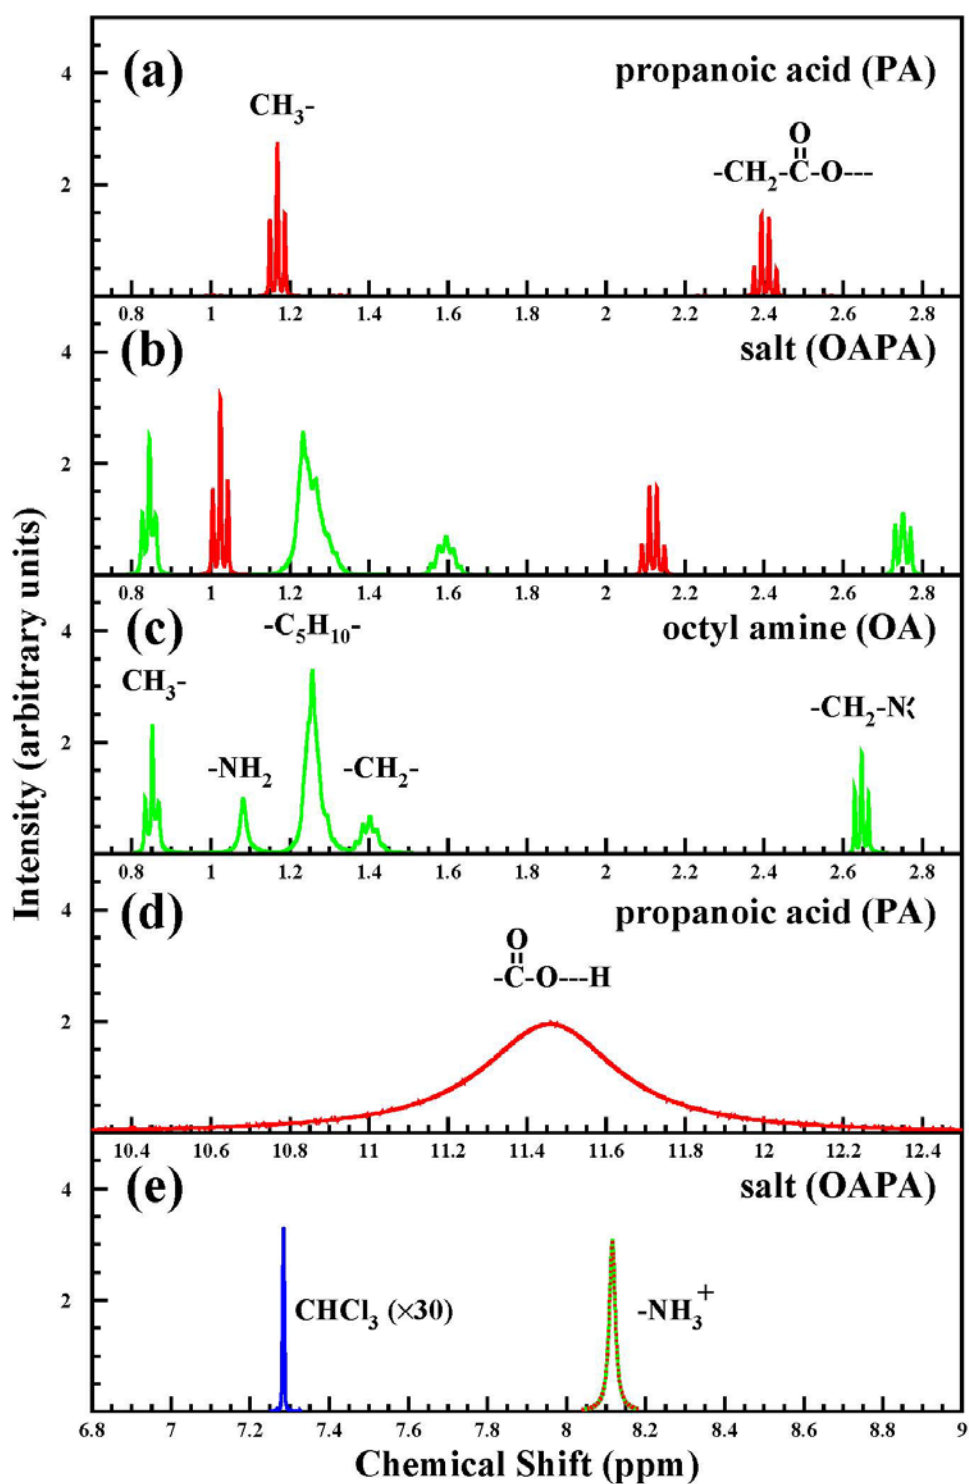 (a)
propanoic acid (PA)
CH₃-
O
-CH₂-C-O---
4
2
0.8 1 1.2 1.4 1.6 1.8 2 2.2 2.4 2.6 2.8
(b)
salt (OAPA)
4
2
0.8 1 1.2 1.4 1.6 1.8 2 2.2 2.4 2.6 2.8
(c)
-C₅H₁₀-
octyl amine (OA)
CH₃-
-NH₂
-CH₂-
-CH₂-N<
4
2
0.8 1 1.2 1.4 1.6 1.8 2 2.2 2.4 2.6 2.8
(d)
propanoic acid (PA)
O
-C-O---H
4
2
10.4 10.6 10.8 11 11.2 11.4 11.6 11.8 12 12.2 12.4
(e)
salt (OAPA)
CHCl₃ (×30)
-NH₃⁺
4
2
6.8 7 7.2 7.4 7.6 7.8 8 8.2 8.4 8.6 8.8 9
Chemical Shift (ppm)
Intensity (arbitrary units)